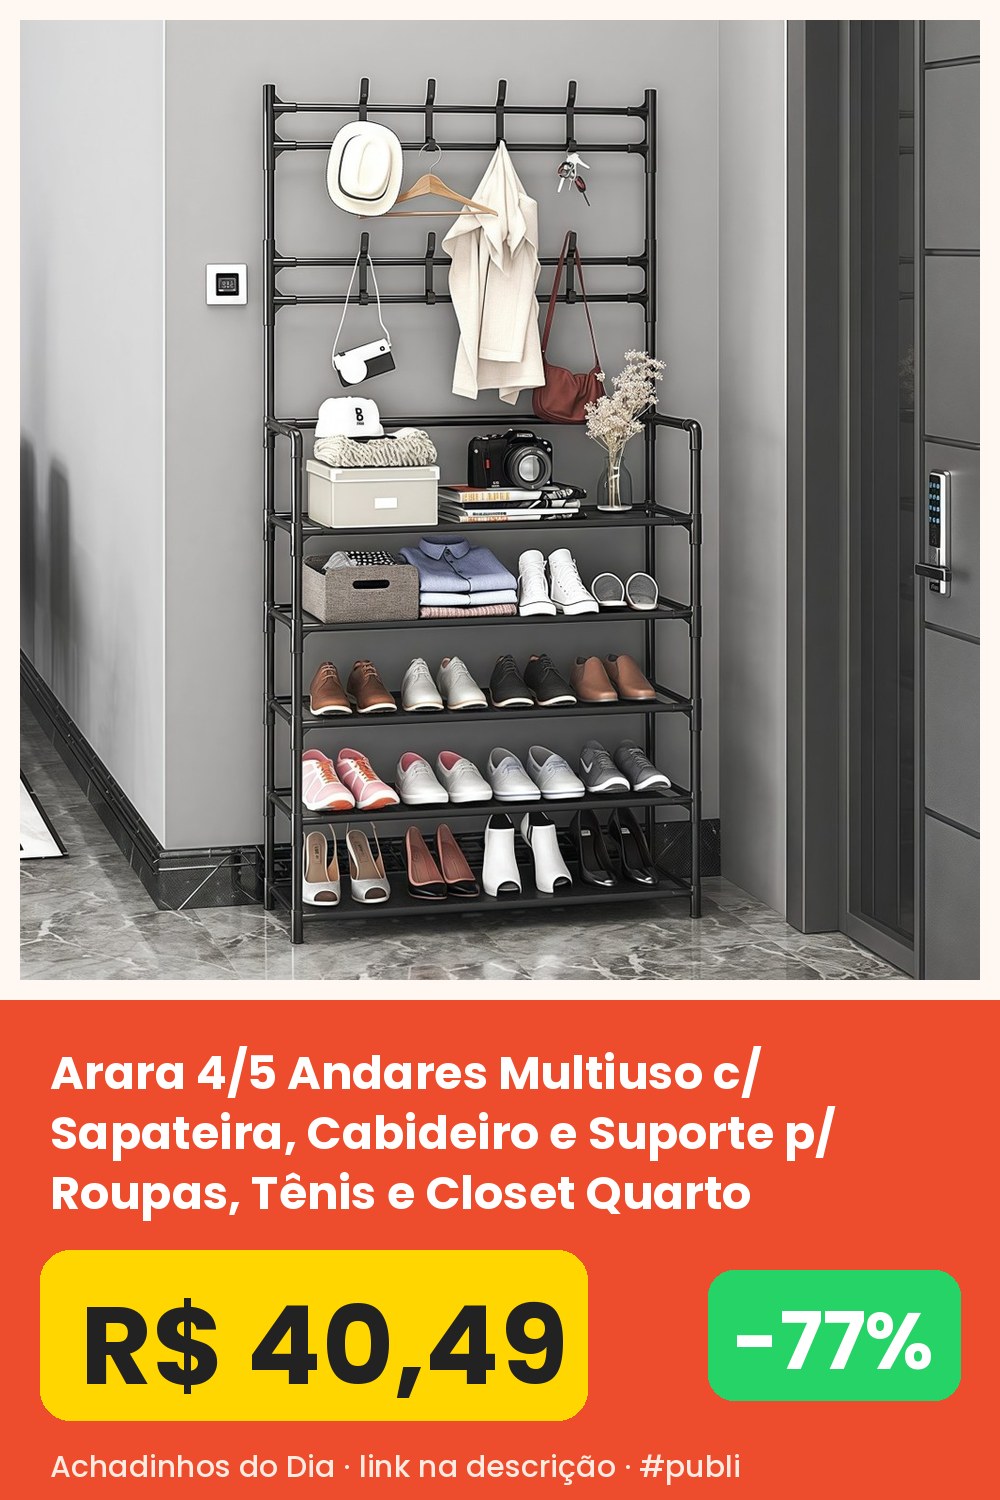 B
Arara 4/5 Andares Multiuso c/
Sapateira, Cabideiro e Suporte p/
Roupas, Tênis e Closet Quarto
R$ 40,49
-77%
Achadinhos do Dia · link na descrição · #publi